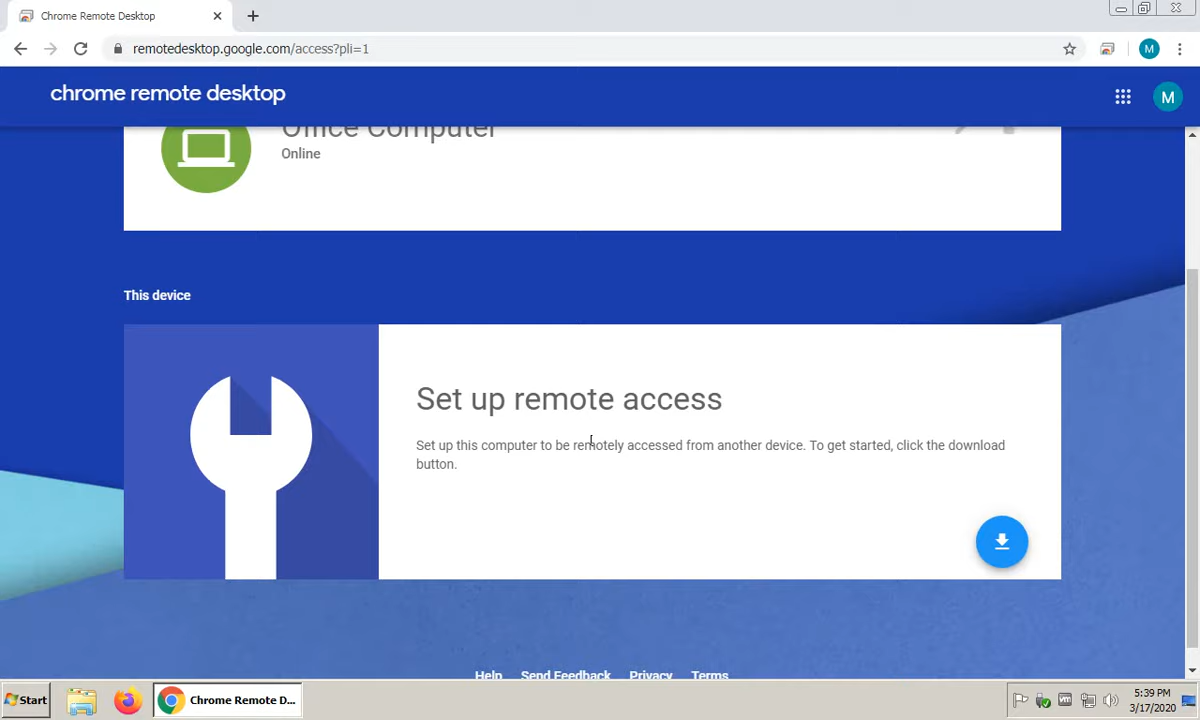 Chrome Remote Desktop
remotedesktop.google.com/access?pli=1
M
chrome remote desktop
M
Office Computer
Online
This device
Set up remote access
Set up this computer to be remotely accessed from another device. To get started, click the download
button.
Help Send Feedback Privacy Terms
Start
Chrome Remote D...
5:39 PM
3/17/2020